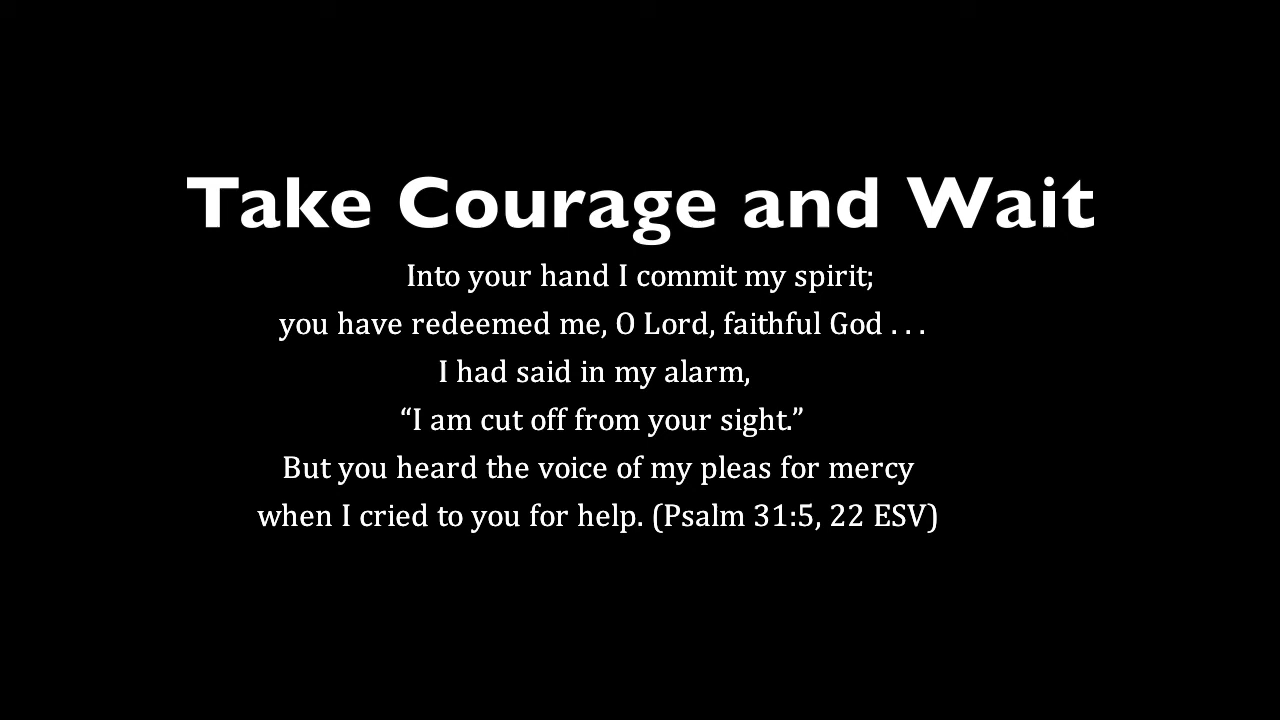 Take Courage and Wait
Into your hand I commit my spirit;
you have redeemed me, O Lord, faithful God . . .
I had said in my alarm,
“I am cut off from your sight.”
But you heard the voice of my pleas for mercy
when I cried to you for help. (Psalm 31:5, 22 ESV)